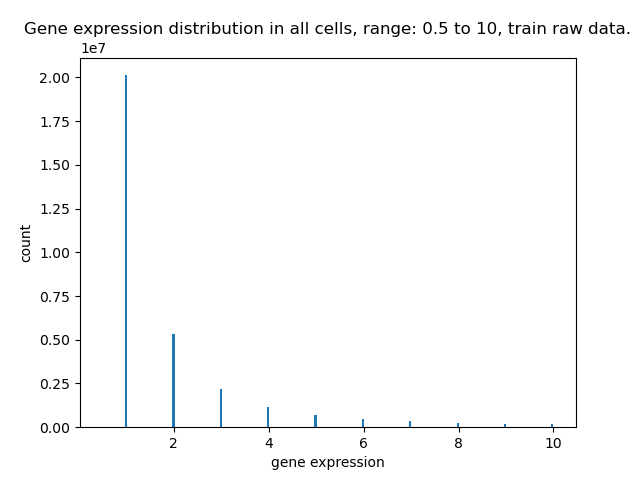 Gene expression distribution in all cells, range: 0.5 to 10, train raw data.
1e7
2.00
1.75
1.50
1.25
1.00
0.75
0.50
0.25
0.00
count
2 4 6 8 10
gene expression